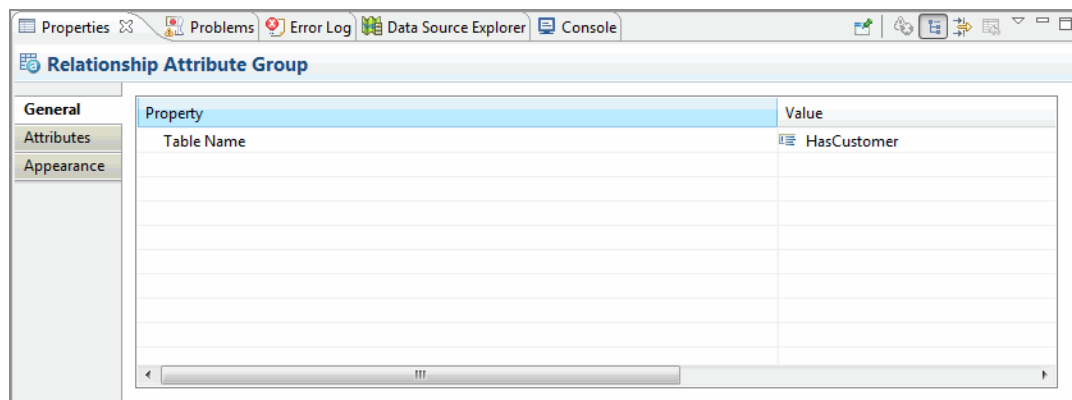 Properties Problems Error Log Data Source Explorer Console
Relationship Attribute Group
General
Attributes
Appearance
Property Value
Table Name HasCustomer